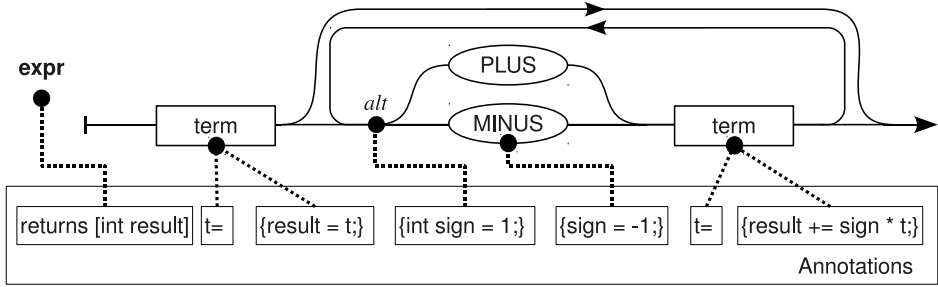 expr
alt
PLUS
term
MINUS
term
returns [int result]
t=
{result = t;}
{int sign = 1;}
{sign = -1;}
t=
{result += sign * t;}
Annotations